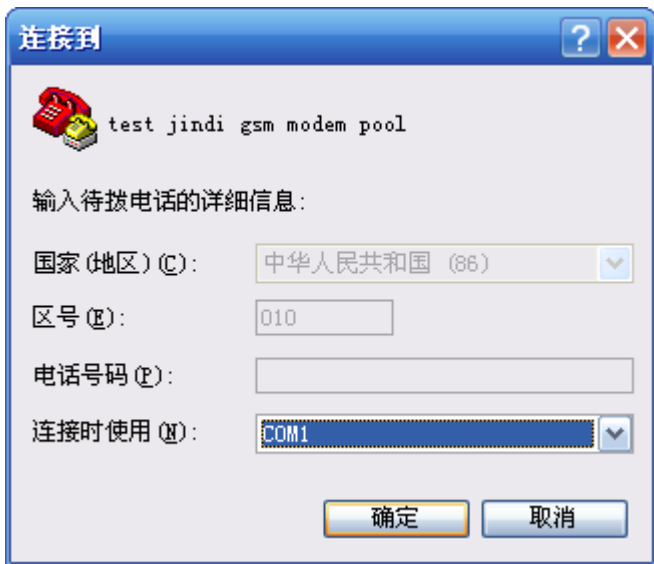 连接到
test jindi gsm modem pool
输入待拨电话的详细信息:
国家(地区)(C): 中华人民共和国 (86)
区号(E): 010
电话号码(P):
连接时使用(N): COM1
确定 取消